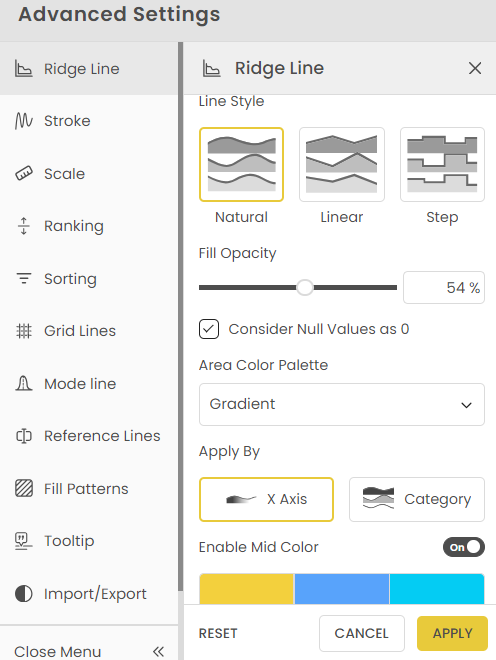 Advanced Settings
Ridge Line
Stroke
Scale
Ranking
Sorting
Grid Lines
Mode line
Reference Lines
Fill Patterns
Tooltip
Import/Export
Close Menu
Ridge Line
Line Style
Natural Linear Step
Fill Opacity
54 %
Consider Null Values as 0
Area Color Palette
Gradient
Apply By
X Axis Category
Enable Mid Color On
RESET CANCEL APPLY